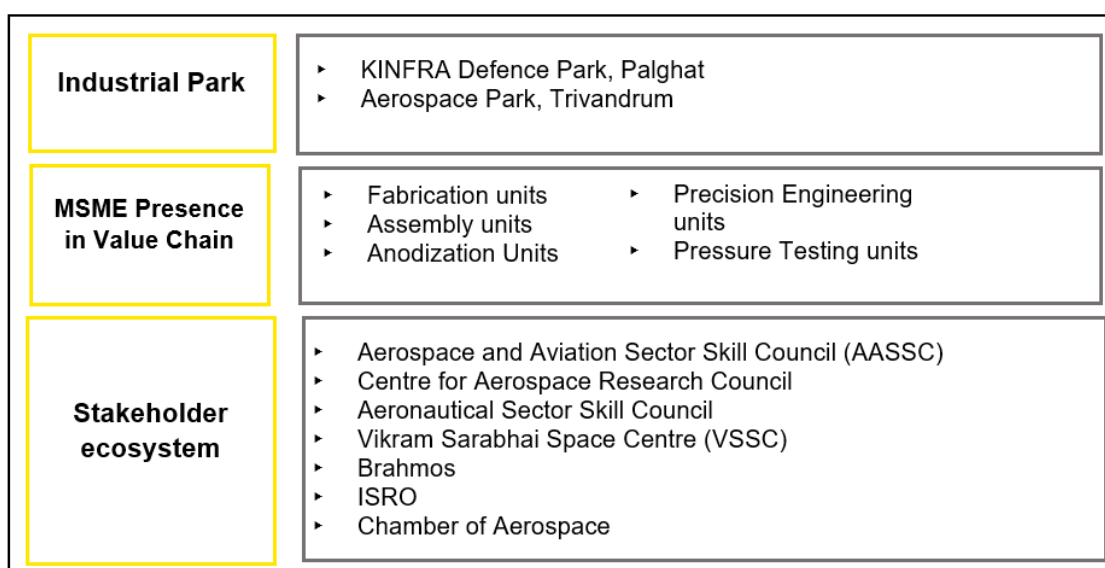 Industrial Park
‣ KINFRA Defence Park, Palghat
‣ Aerospace Park, Trivandrum
MSME Presence
in Value Chain
‣ Fabrication units
‣ Assembly units
‣ Anodization Units
‣ Precision Engineering
units
‣ Pressure Testing units
Stakeholder
ecosystem
‣ Aerospace and Aviation Sector Skill Council (AASSC)
‣ Centre for Aerospace Research Council
‣ Aeronautical Sector Skill Council
‣ Vikram Sarabhai Space Centre (VSSC)
‣ Brahmos
‣ ISRO
‣ Chamber of Aerospace